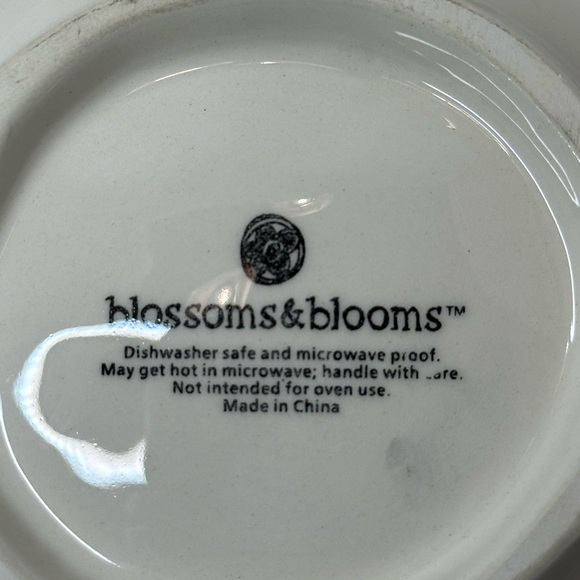 blossoms&blooms™
Dishwasher safe and microwave proof.
May get hot in microwave; handle with care.
Not intended for oven use.
Made in China